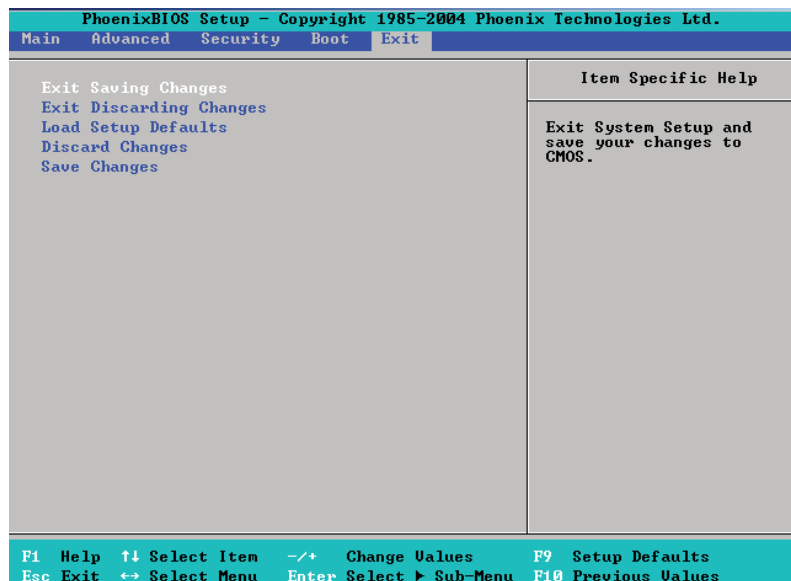 PhoenixBIOS Setup - Copyright 1985-2004 Phoenix Technologies Ltd.
Main Advanced Security Boot Exit
Exit Saving Changes
Exit Discarding Changes
Load Setup Defaults
Discard Changes
Save Changes
Item Specific Help
Exit System Setup and
save your changes to
CMOS.
F1 Help ↑↓ Select Item -/+ Change Values F9 Setup Defaults
Esc Exit ↔ Select Menu Enter Select ▶ Sub-Menu F10 Previous Values